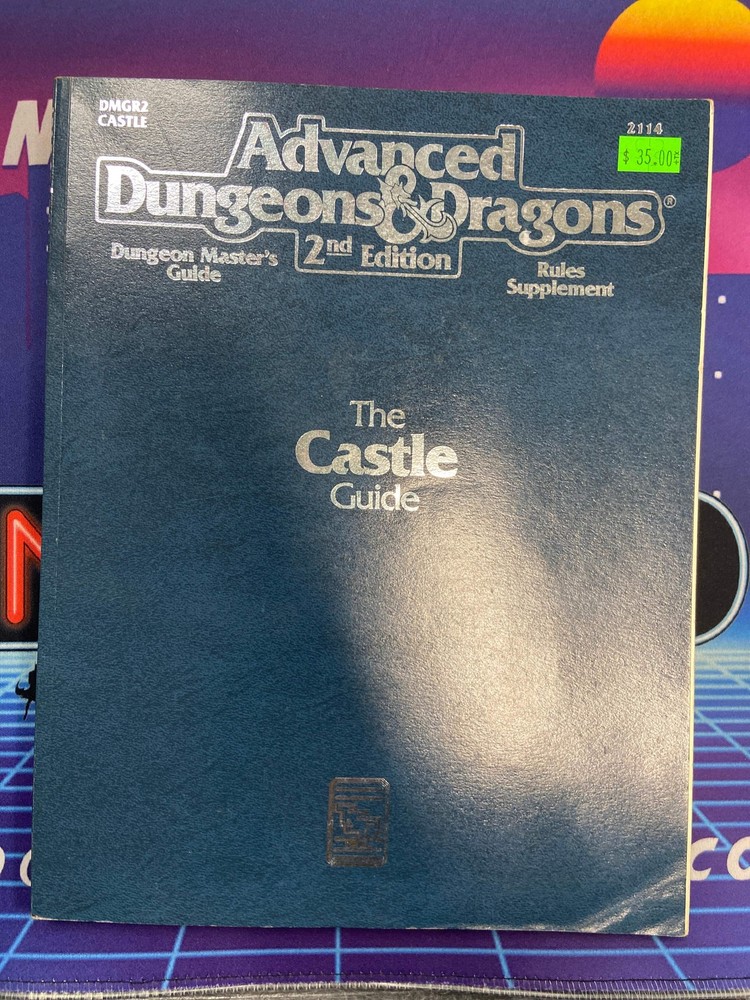 DMGR2
CASTLE
2114
$ 35.00
Advanced
Dungeons & Dragons®
2nd Edition
Dungeon Master's
Guide
Rules
Supplement
The
Castle
Guide